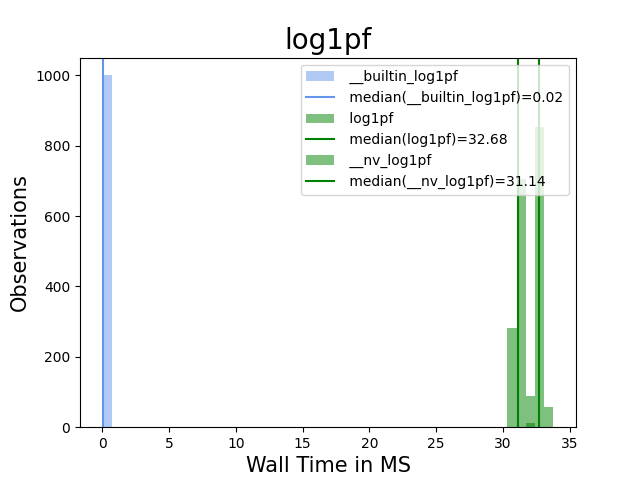 log1pf
__builtin_log1pf
median(__builtin_log1pf)=0.02
log1pf
median(log1pf)=32.68
__nv_log1pf
median(__nv_log1pf)=31.14
Observations
1000
800
600
400
200
0
0 5 10 15 20 25 30 35
Wall Time in MS